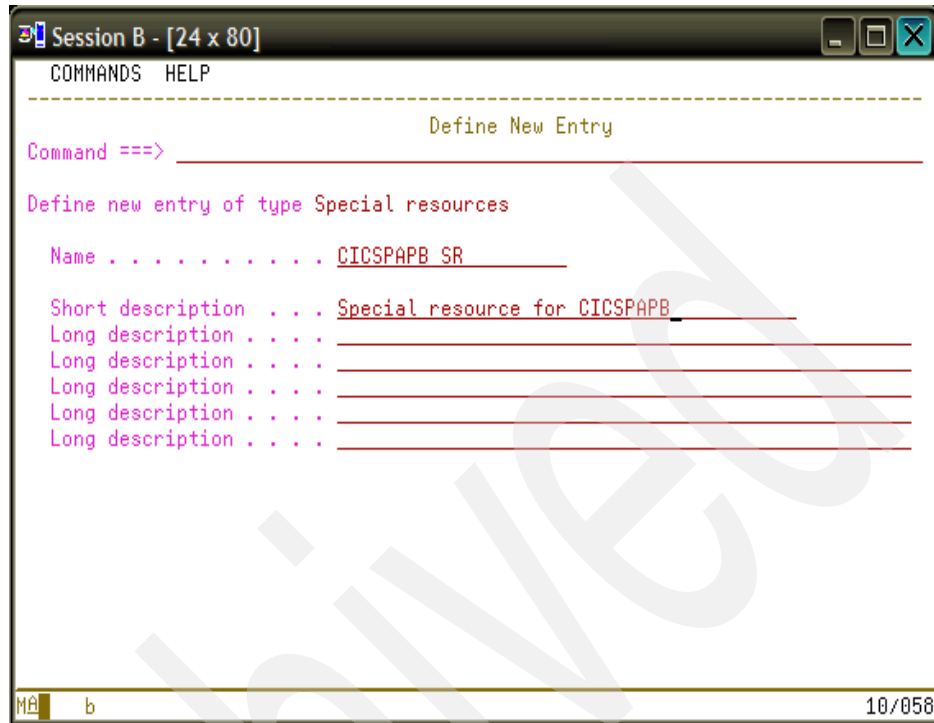 Session B - [24 x 80]
COMMANDS HELP
Define New Entry
Command ===>
Define new entry of type Special resources
Name . . . . . . . . . . CICSPAPB SR
Short description . . . Special resource for CICSPAPB
Long description . . . .
Long description . . . .
Long description . . . .
Long description . . . .
Long description . . . .
MA b 10/058